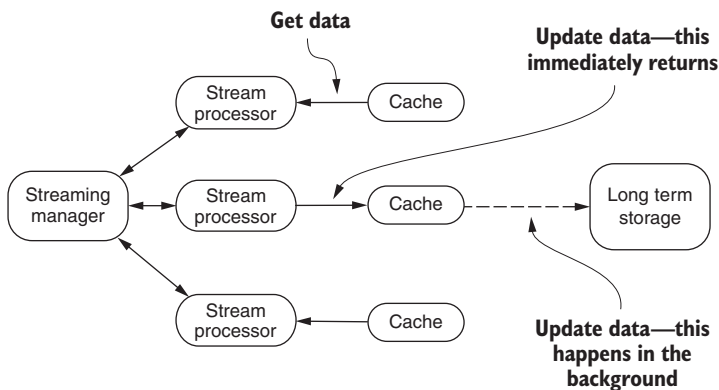 Get data
Update data—this
immediately returns
Stream
processor
Cache
Streaming
manager
Stream
processor
Cache
Long term
storage
Stream
processor
Cache
Update data—this
happens in the
background